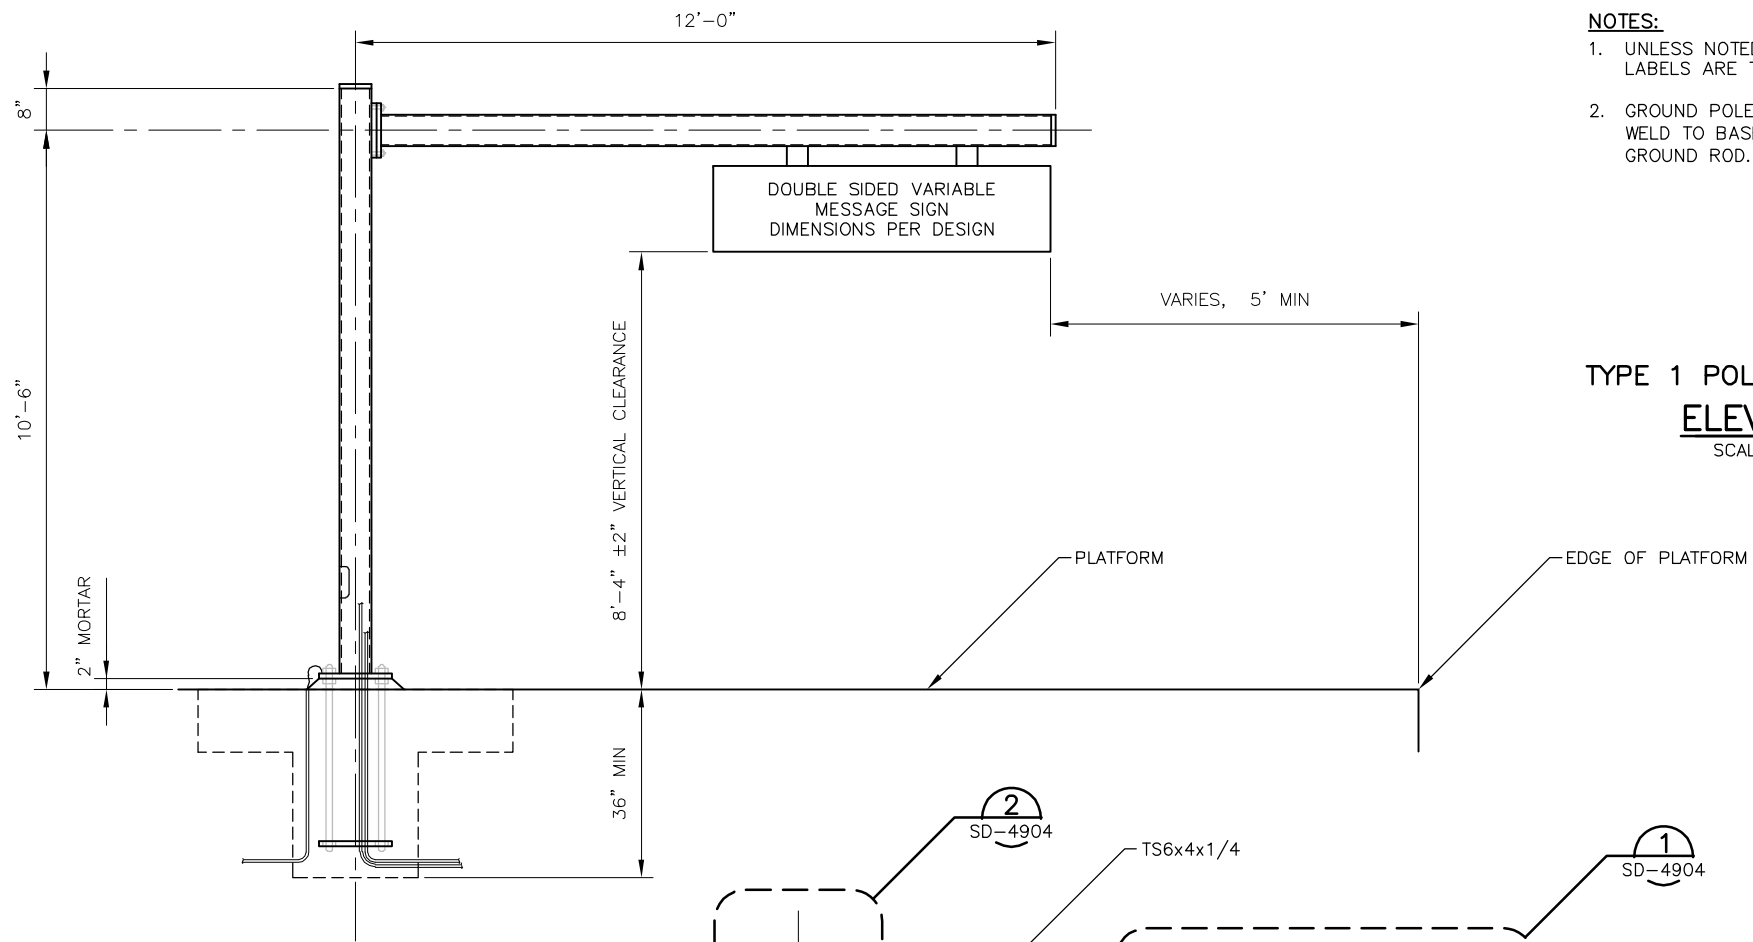 12'-0"
NOTES:
1. UNLESS NOTED
LABELS ARE
2. GROUND POLE
WELD TO BAS
GROUND ROD.
8"
DOUBLE SIDED VARIABLE
MESSAGE SIGN
DIMENSIONS PER DESIGN
VARIES, 5' MIN
10'-6"
8'-4" ±2" VERTICAL CLEARANCE
TYPE 1 POL
ELEV
SCAL
2" MORTAR
PLATFORM
EDGE OF PLATFORM
36" MIN
2
SD-4904
TS6x4x1/4
1
SD-4904